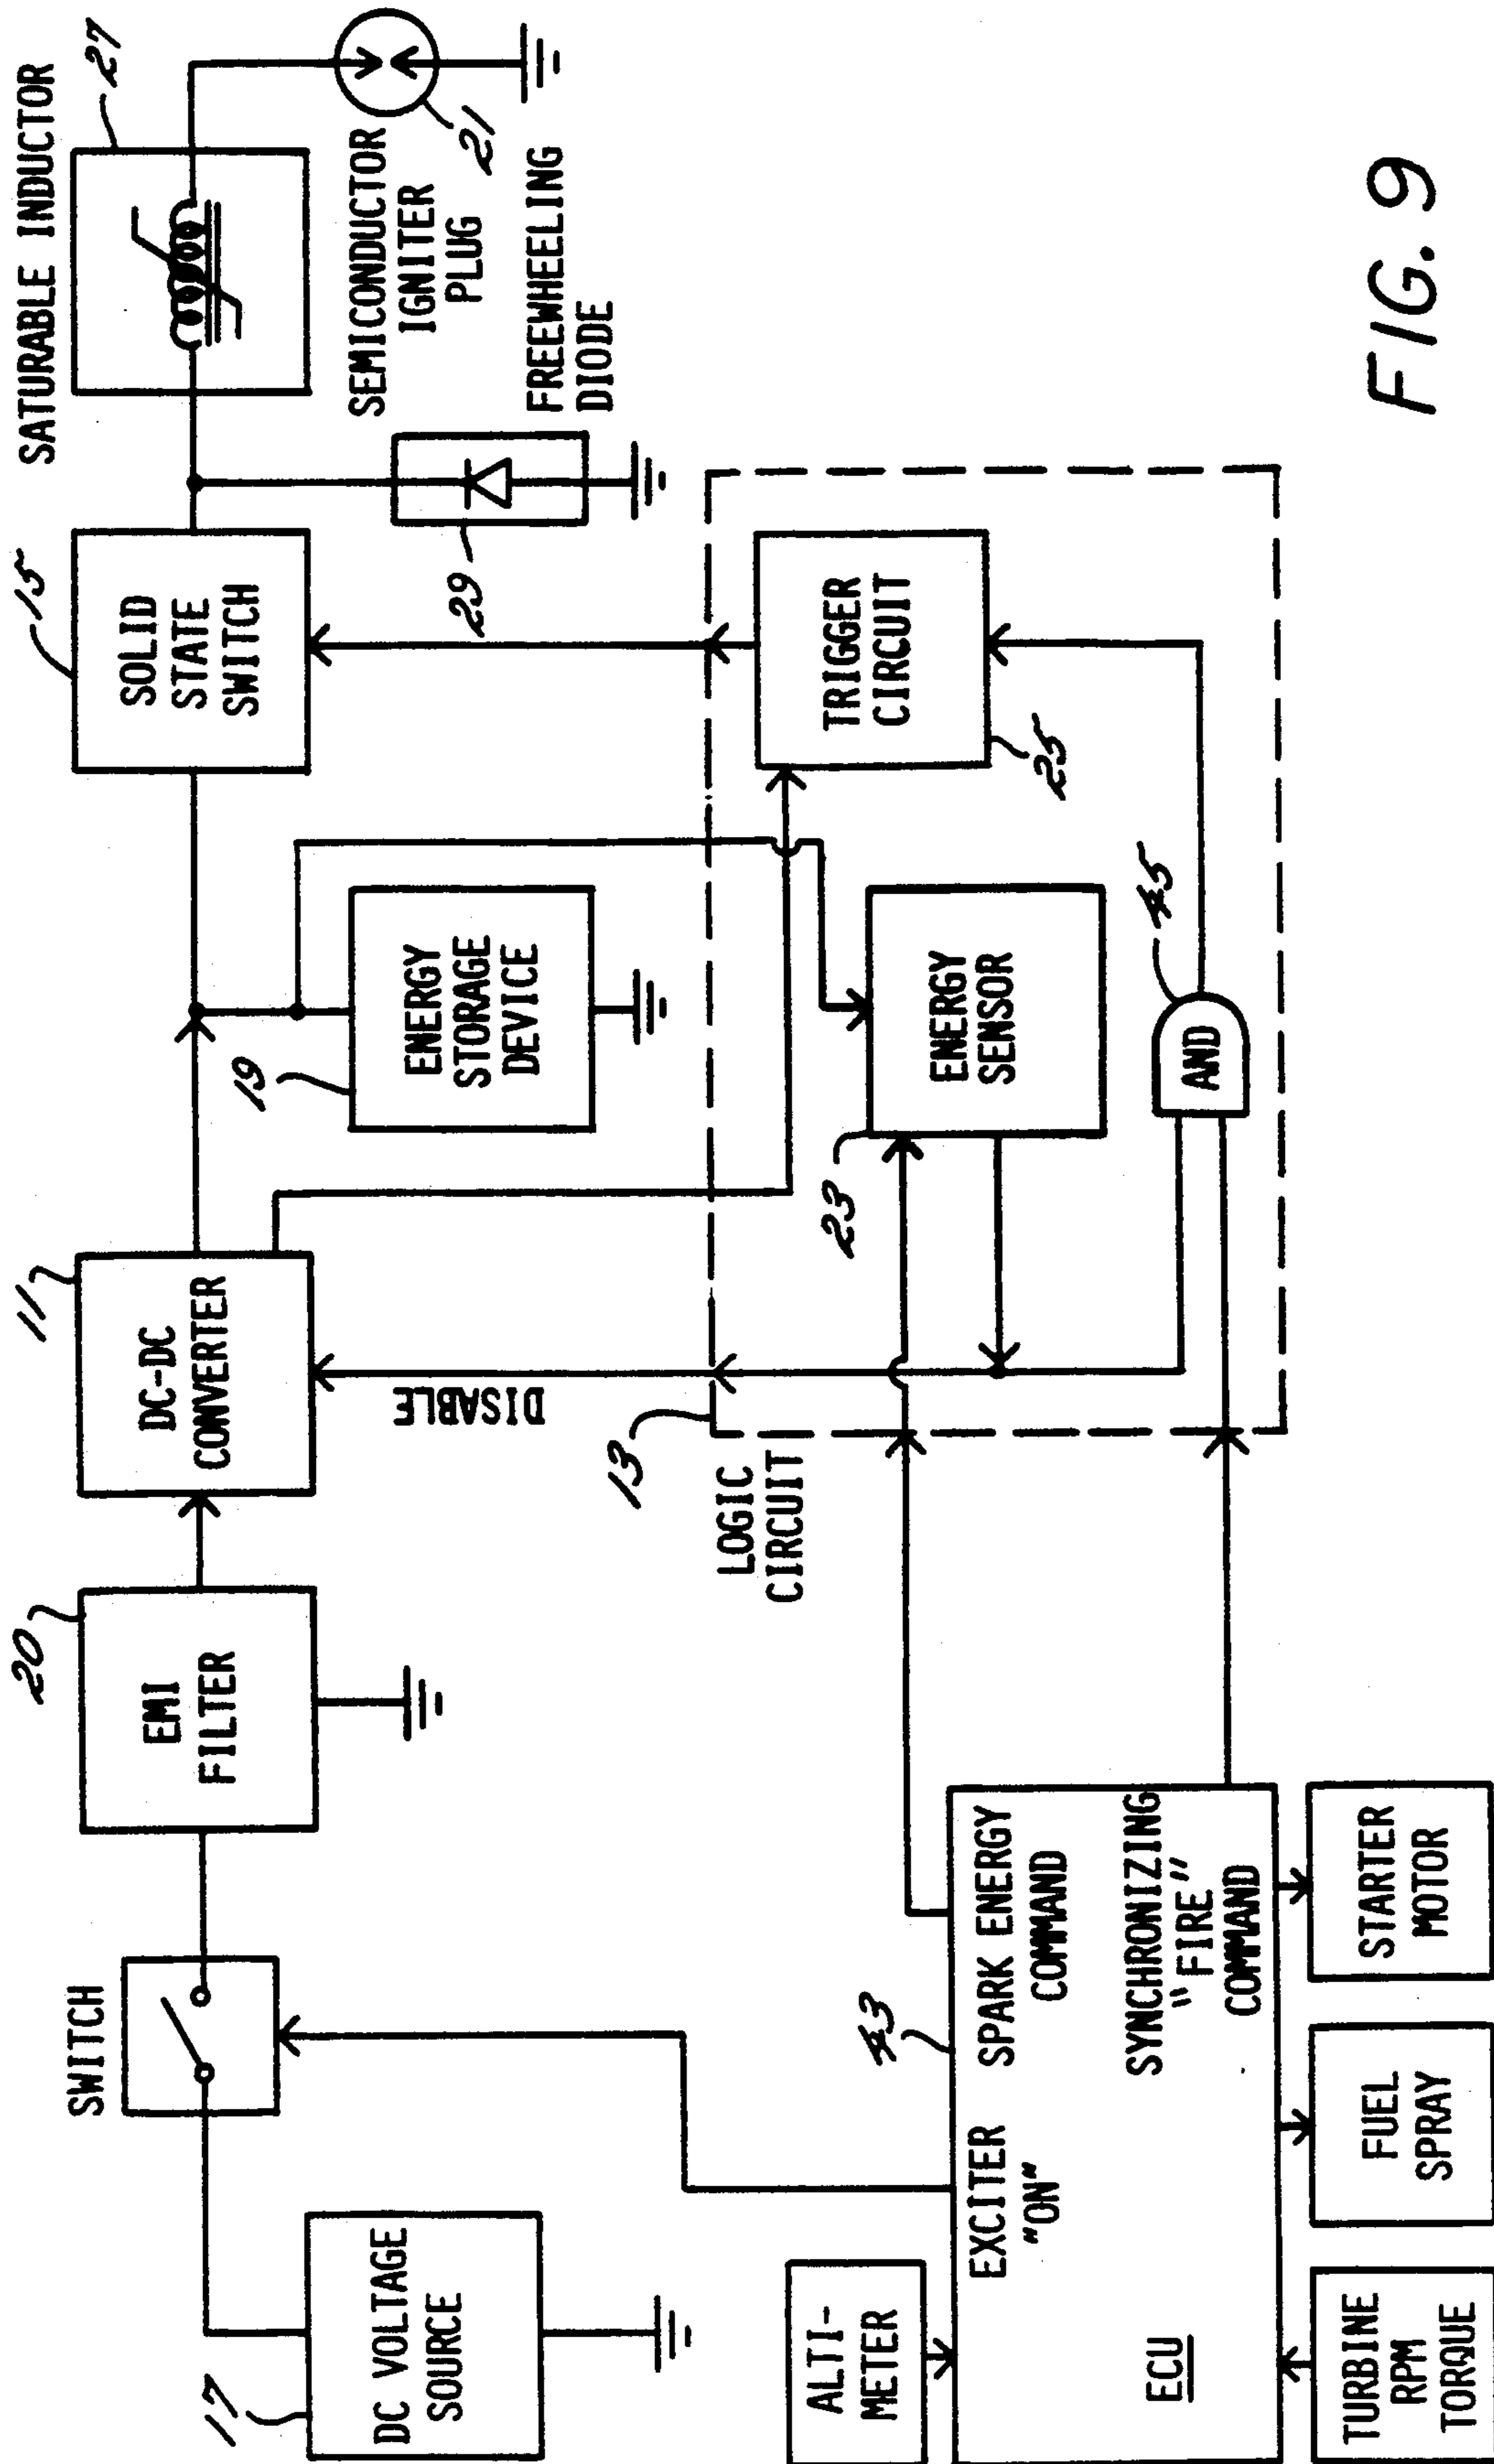 SWITCH
DC VOLTAGE
SOURCE
17
EMI
FILTER
20
DC-DC
CONVERTER
11
DISABLE
ENERGY
STORAGE
DEVICE
19
SOLID
STATE
SWITCH
15
SATURABLE INDUCTOR
27
SEMICONDUCTOR
IGNITER
PLUG
21
FREEWHEELING
DIODE
29
LOGIC
CIRCUIT
13
ENERGY
SENSOR
23
TRIGGER
CIRCUIT
25
AND
45
ALTI-
METER
EXCITER
"ON"
SPARK ENERGY
COMMAND
43
SYNCHRONIZING
"FIRE"
COMMAND
ECU
TURBINE
RPM
TORQUE
FUEL
SPRAY
STARTER
MOTOR
FIG. 9